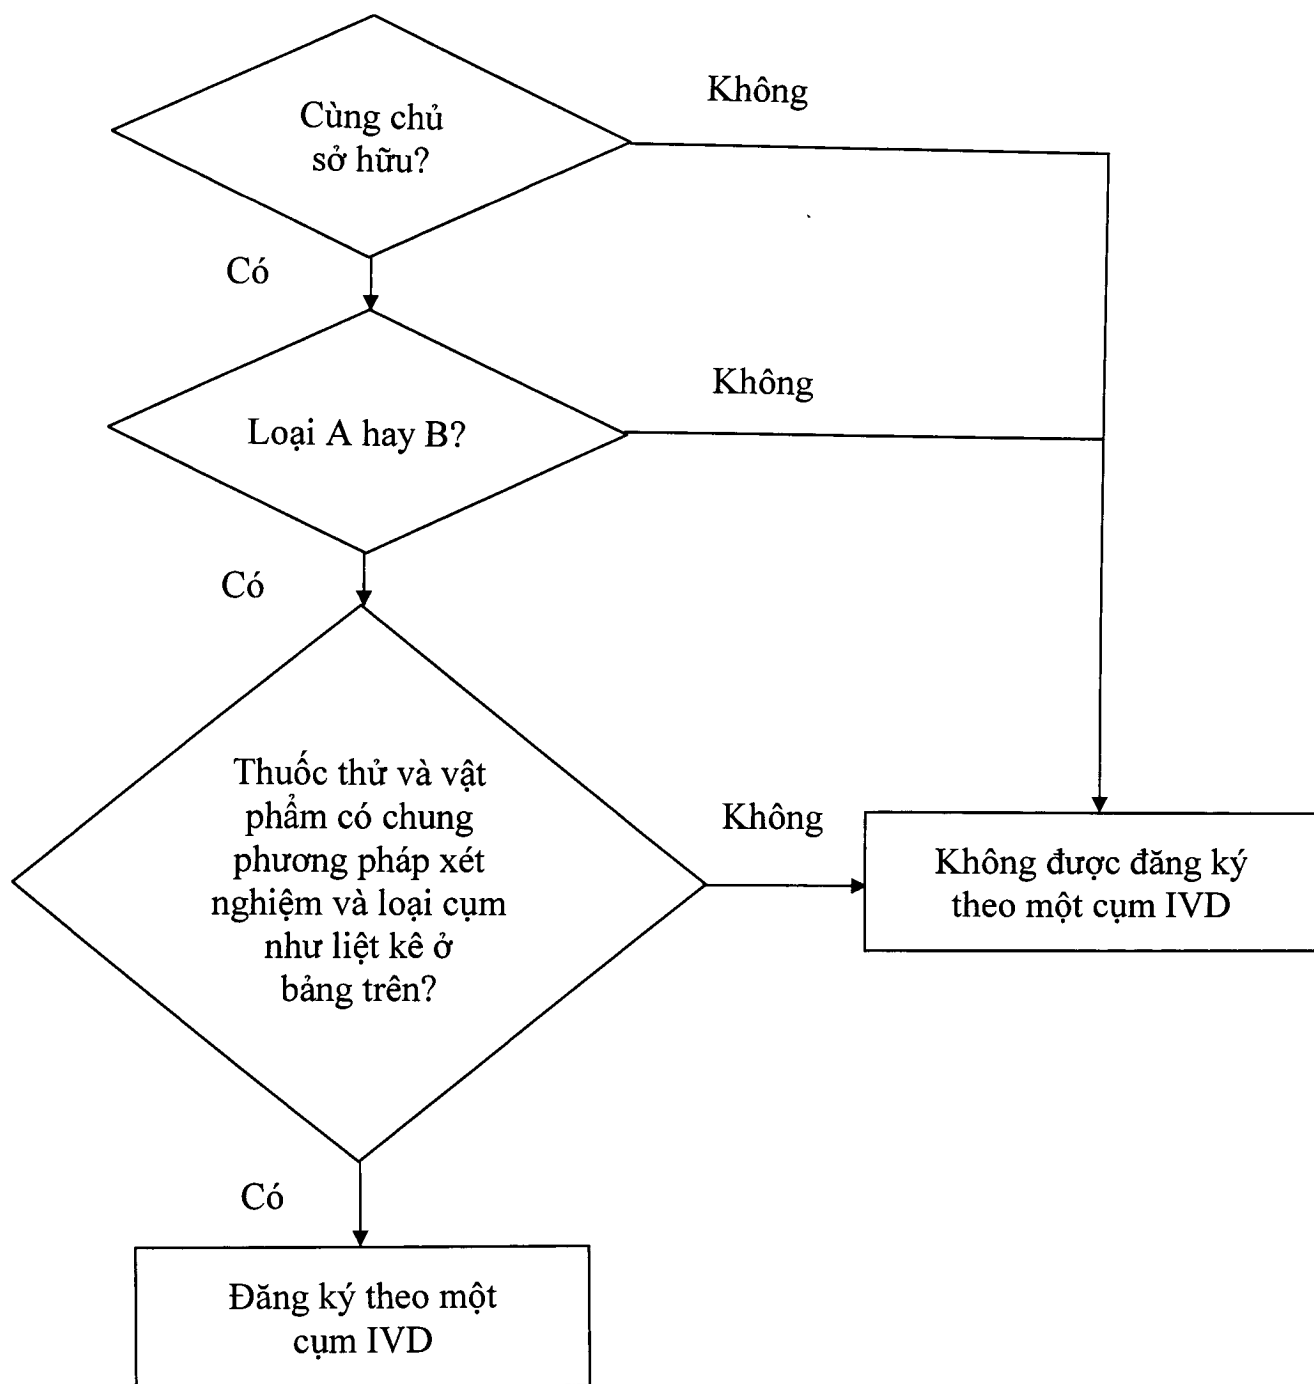 Cùng chủ
sở hữu?
Không
Có
Loại A hay B?
Không
Có
Thuốc thử và vật
phẩm có chung
phương pháp xét
nghiệm và loại cụm
như liệt kê ở
bảng trên?
Không
Không được đăng ký
theo một cụm IVD
Có
Đăng ký theo một
cụm IVD